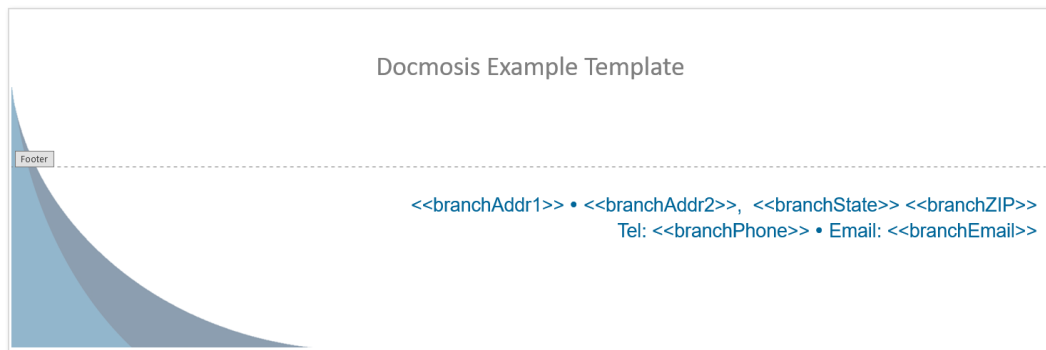 Docmosis Example Template
Footer
<<branchAddr1>> • <<branchAddr2>>,  <<branchState>> <<branchZIP>>
Tel: <<branchPhone>> • Email: <<branchEmail>>